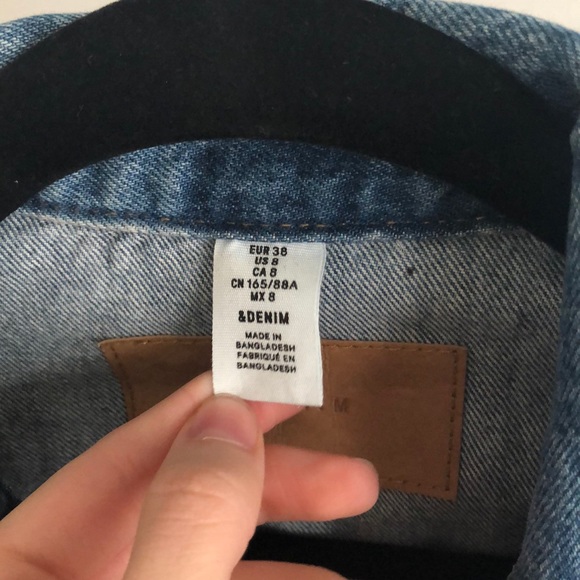 EUR 38
US 8
CA 8
CN 165/88A
MX 8
&DENIM
MADE IN
BANGLADESH
FABRIQUÉ EN
BANGLADESH
M